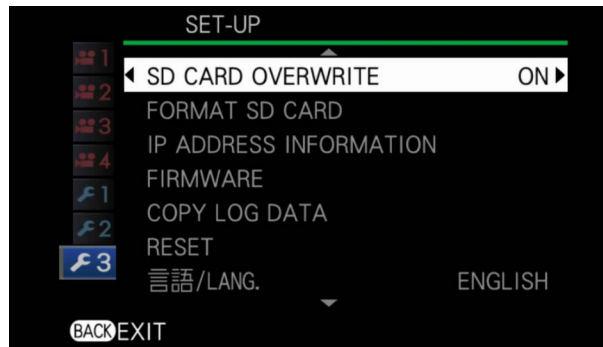 SET-UP
1
2
3
4
1
2
3
SD CARD OVERWRITE ON
FORMAT SD CARD
IP ADDRESS INFORMATION
FIRMWARE
COPY LOG DATA
RESET
言語/LANG. ENGLISH
BACK EXIT